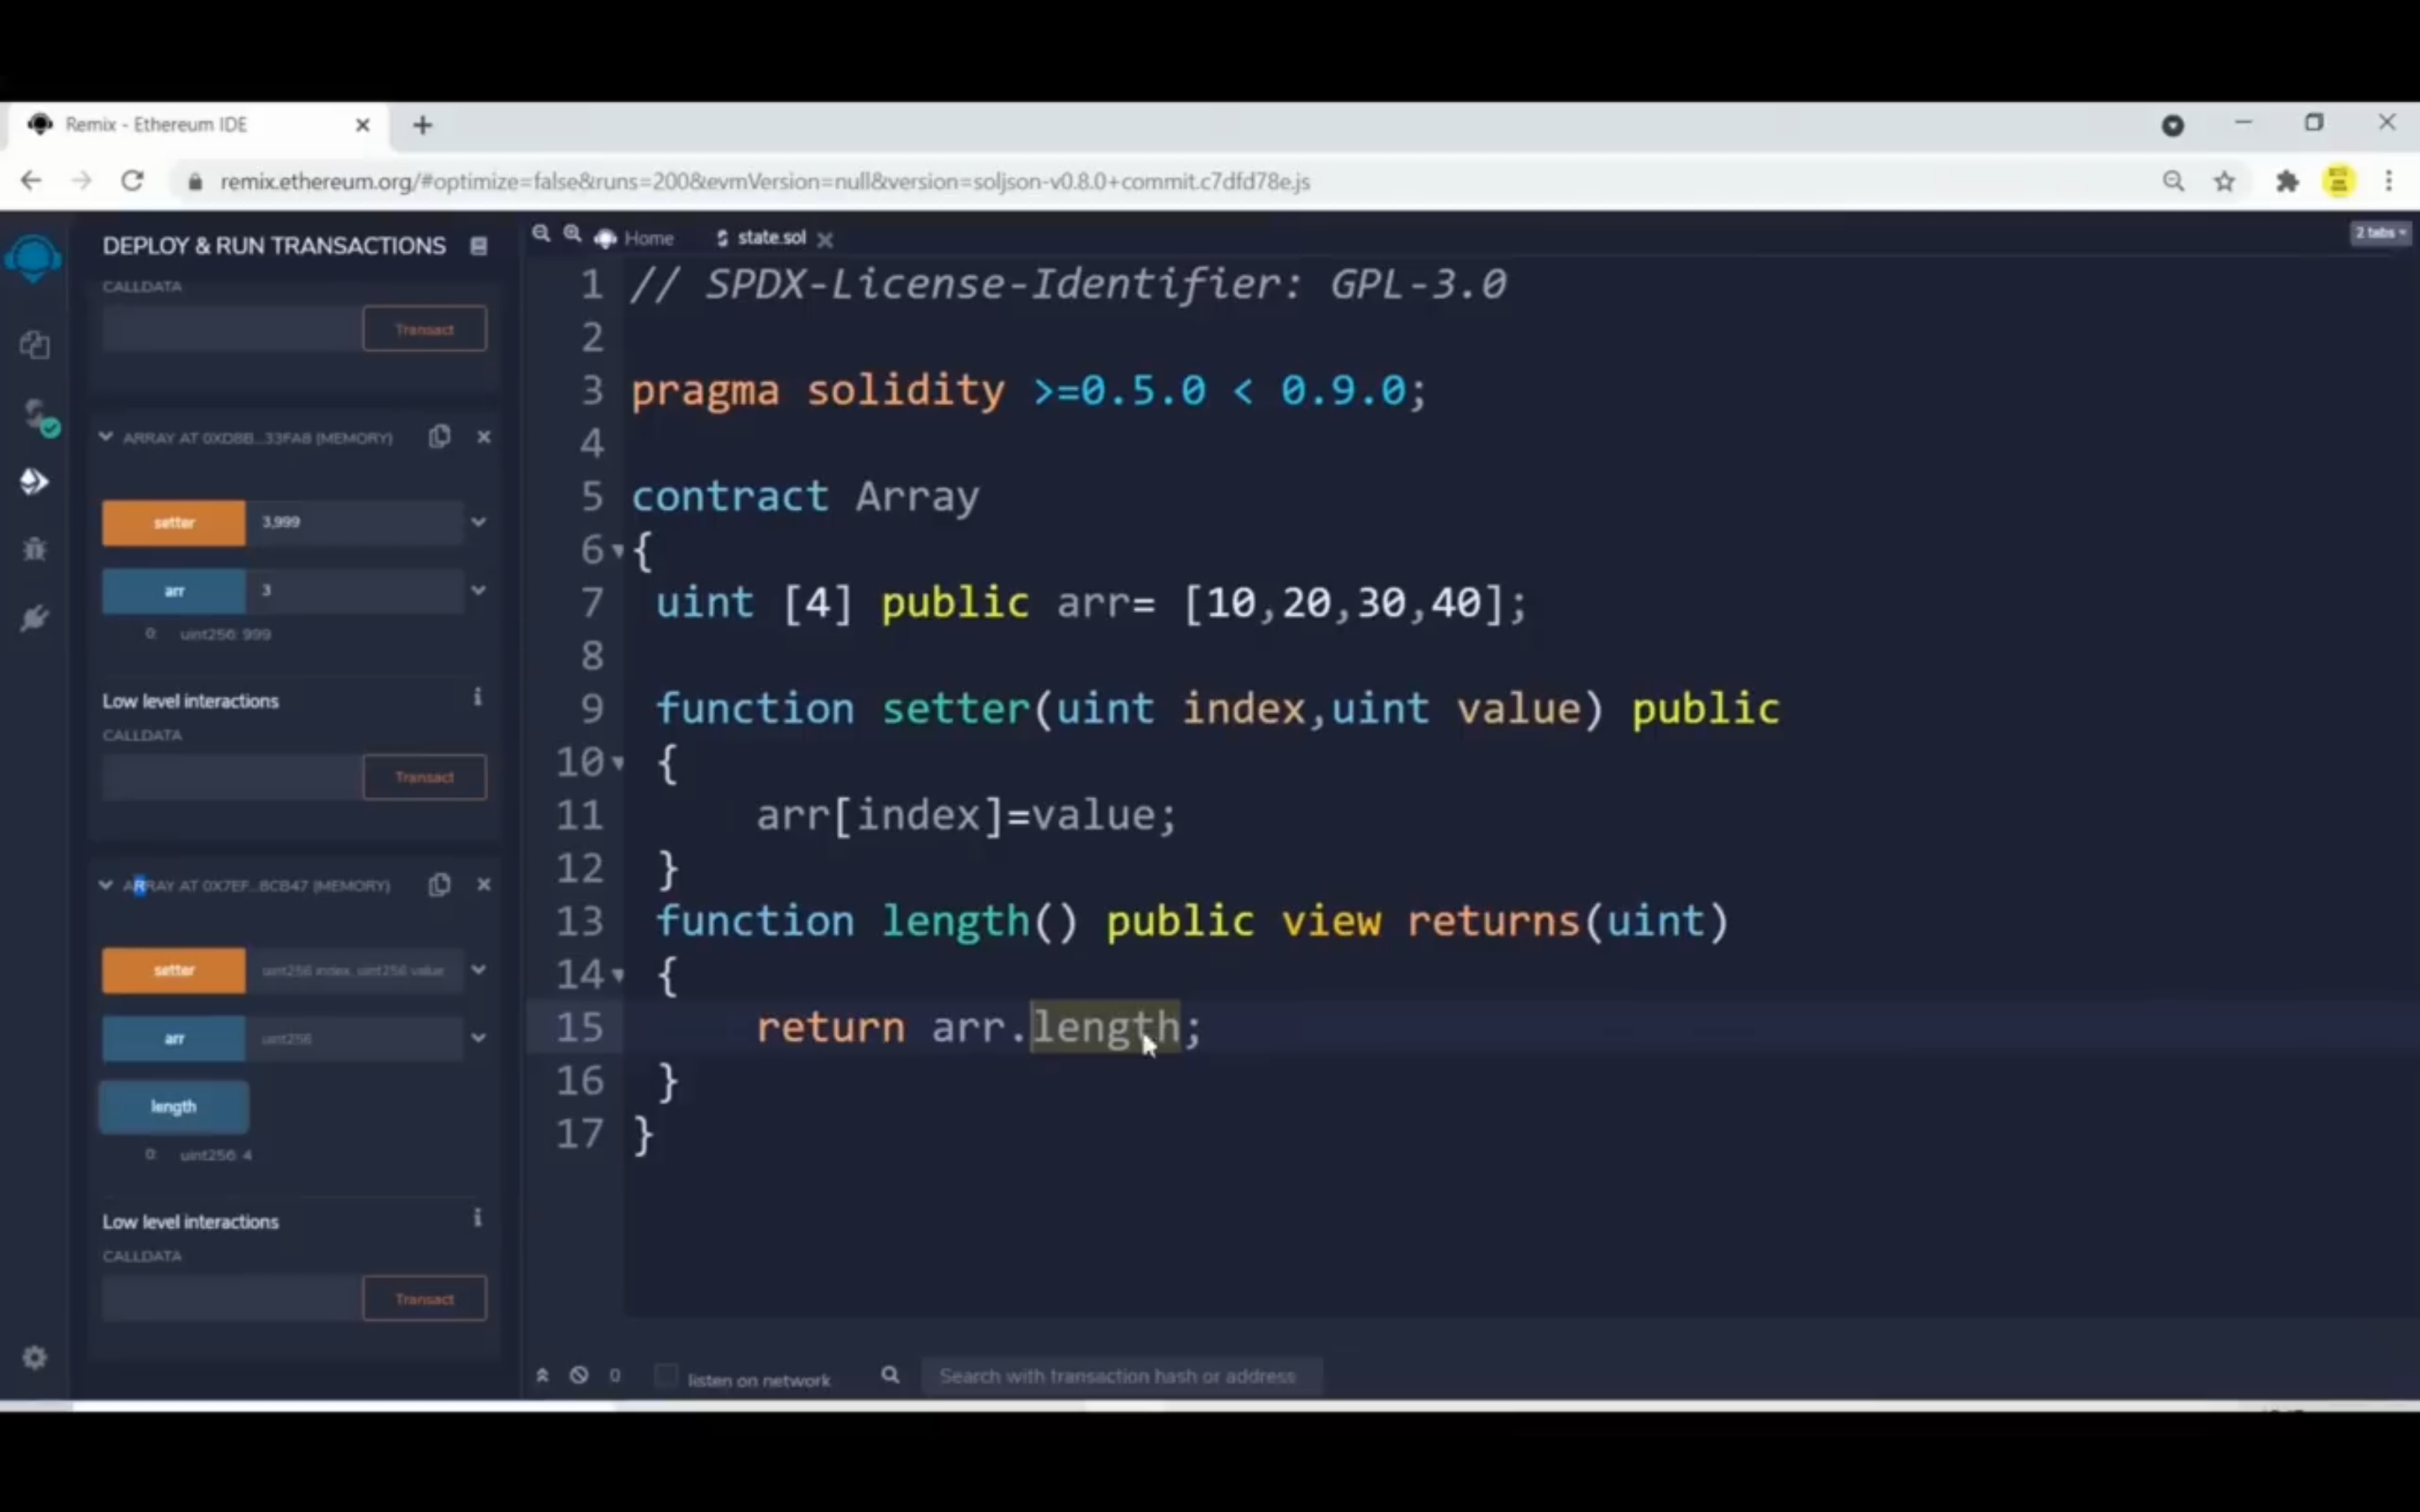 Remix - Ethereum IDE
remix.ethereum.org/#optimize=false&runs=200&evmVersion=null&version=soljson-v0.8.0+commit.c7dfd78e.js
DEPLOY & RUN TRANSACTIONS
CALLDATA
Transact
ARRAY AT 0XD8B...33FA8 (MEMORY)
setter 3,999
arr 3
0: uint256: 999
Low level interactions
CALLDATA
Transact
ARRAY AT 0X7EF...8CB47 (MEMORY)
setter uint256 index, uint256 value
arr uint256
length
0: uint256: 4
Low level interactions
CALLDATA
Transact
Home state.sol
2 tabs
1 // SPDX-License-Identifier: GPL-3.0
2
3 pragma solidity >=0.5.0 < 0.9.0;
4
5 contract Array
6 {
7 uint [4] public arr= [10,20,30,40];
8
9 function setter(uint index,uint value) public
10 {
11 arr[index]=value;
12 }
13 function length() public view returns(uint)
14 {
15 return arr.length;
16 }
17 }
0 listen on network Search with transaction hash or address